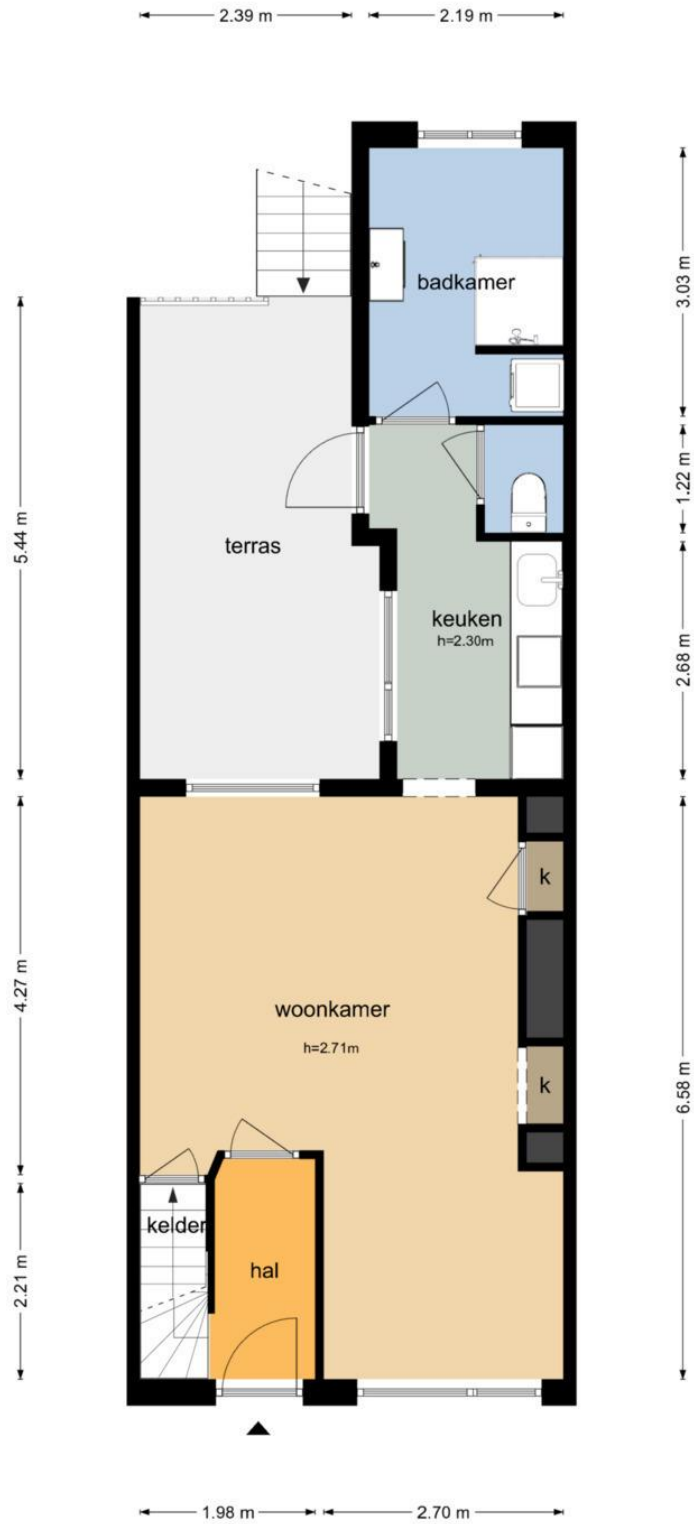 2.39 m
2.19 m
badkamer
3.03 m
1.22 m
5.44 m
terras
keuken
h=2.30m
2.68 m
k
4.27 m
woonkamer
h=2.71m
k
6.58 m
kelder
hal
2.21 m
1.98 m
2.70 m